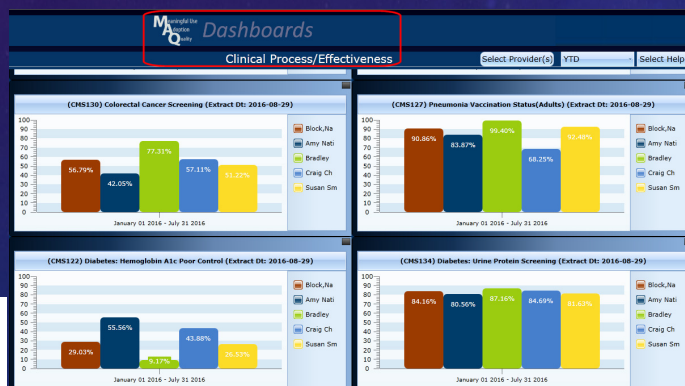 Meaningful Use
Adoption
Quality
Dashboards
Clinical Process/Effectiveness
Select Provider(s)
YTD
Select Help
(CMS130) Colorectal Cancer Screening (Extract Dt: 2016-08-29)
100
90
80
70
60
50
40
30
20
10
0
56.79%
42.05%
77.31%
57.11%
51.22%
January 01 2016 - July 31 2016
Block,Na
Amy Nati
Bradley
Craig Ch
Susan Sm
(CMS127) Pneumonia Vaccination Status(Adults) (Extract Dt: 2016-08-29)
100
90
80
70
60
50
40
30
20
10
0
90.86%
83.87%
99.40%
68.25%
92.48%
January 01 2016 - July 31 2016
Block,Na
Amy Nati
Bradley
Craig Ch
Susan Sm
(CMS122) Diabetes: Hemoglobin A1c Poor Control (Extract Dt: 2016-08-29)
100
90
80
70
60
50
40
30
20
10
0
29.03%
55.56%
9.17%
43.88%
26.53%
January 01 2016 - July 31 2016
Block,Na
Amy Nati
Bradley
Craig Ch
Susan Sm
(CMS134) Diabetes: Urine Protein Screening (Extract Dt: 2016-08-29)
100
90
80
70
60
50
40
30
20
10
0
84.16%
80.56%
87.16%
84.69%
81.63%
January 01 2016 - July 31 2016
Block,Na
Amy Nati
Bradley
Craig Ch
Susan Sm